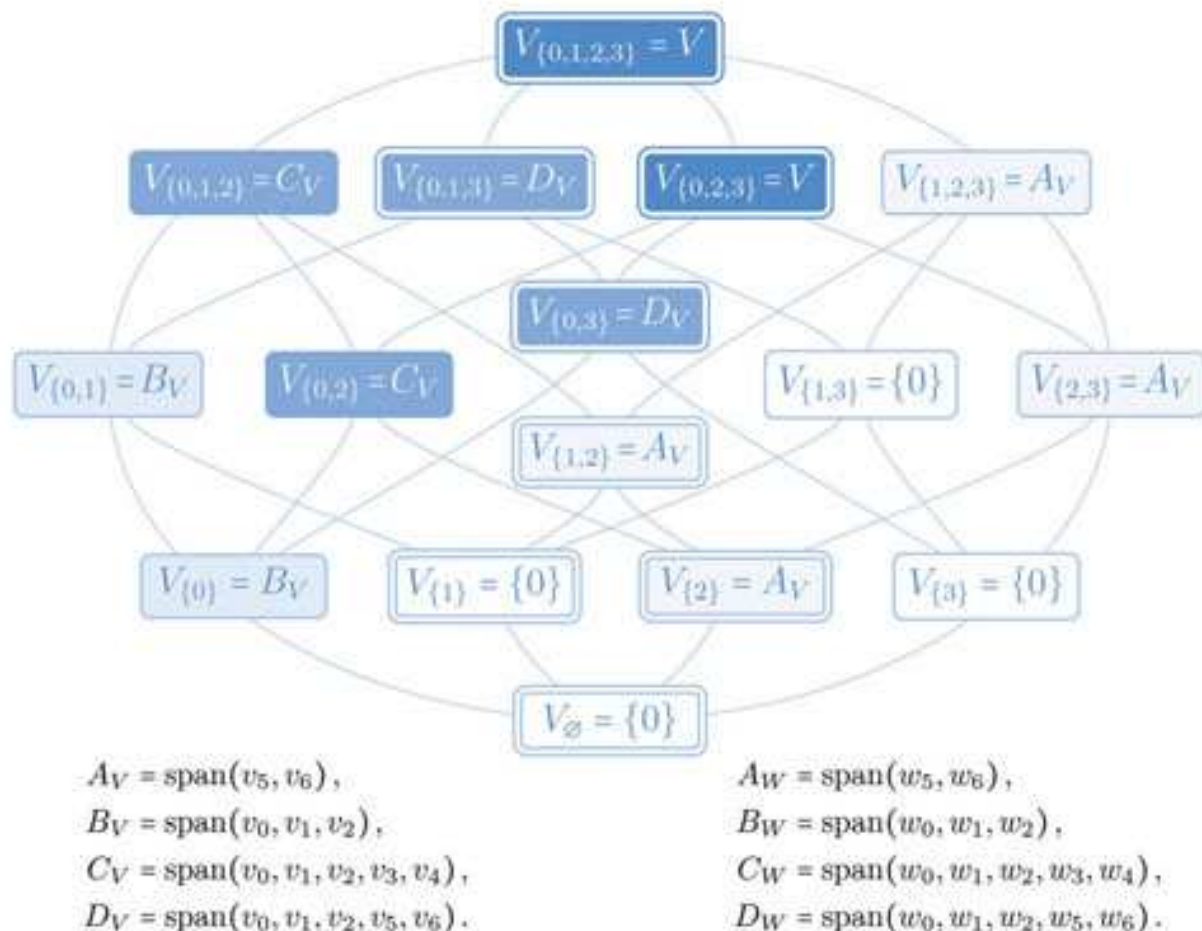 V_{0,1,2,3} = V
V_{0,1,2} = C_V V_{0,1,3} = D_V V_{0,2,3} = V V_{1,2,3} = A_V
V_{0,3} = D_V
V_{0,1} = B_V V_{0,2} = C_V V_{1,3} = {0} V_{2,3} = A_V
V_{1,2} = A_V
V_{0} = B_V V_{1} = {0} V_{2} = A_V V_{3} = {0}
V_∅ = {0}
A_V = span(v_5, v_6),
B_V = span(v_0, v_1, v_2),
C_V = span(v_0, v_1, v_2, v_3, v_4),
D_V = span(v_0, v_1, v_2, v_5, v_6).
A_W = span(w_5, w_6),
B_W = span(w_0, w_1, w_2),
C_W = span(w_0, w_1, w_2, w_3, w_4),
D_W = span(w_0, w_1, w_2, w_5, w_6).